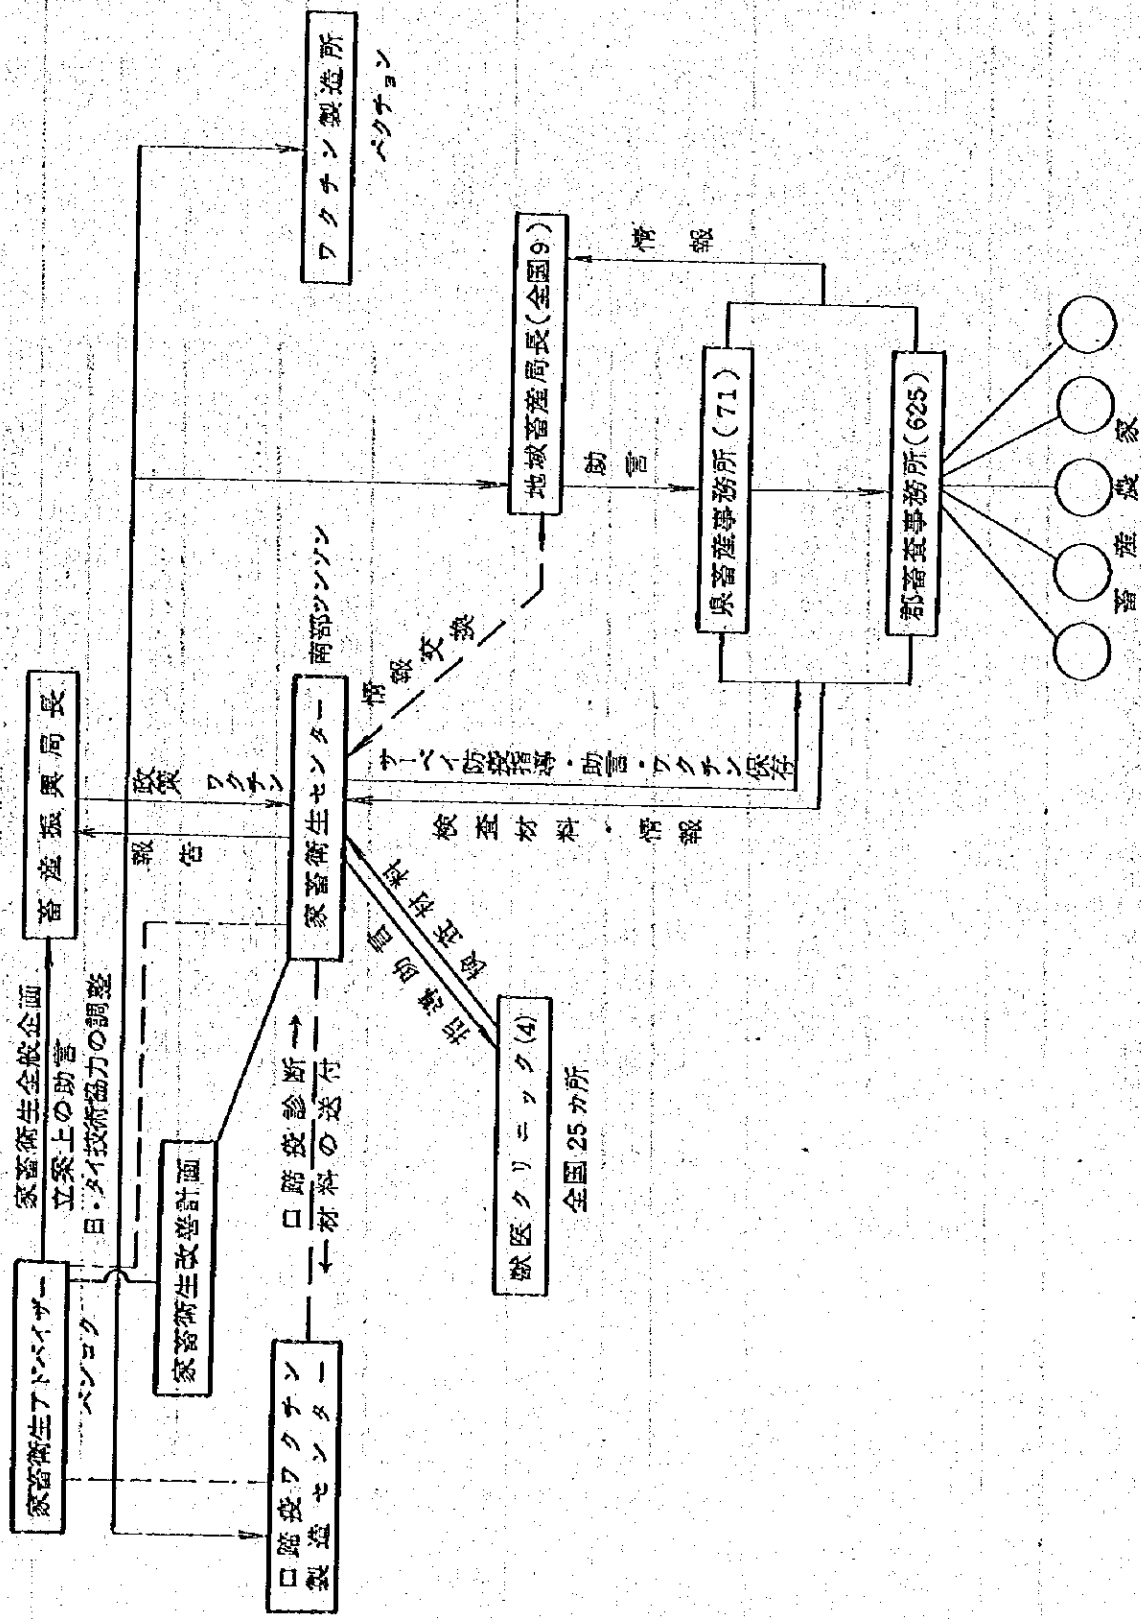 家畜衛生アドバイザー
バンコク
家畜衛生全般企画
立案上の助言
日・タイ技術協力の調整
畜産振興局長
報告
政策 ワクチン
ワクチン製造所
パクチョン
家畜衛生改善計画
口蹄疫ワクチン
製造センター
口蹄疫診断→
←材料の送付
家畜衛生センター
南部ツンソン
情報交換
指導助言
検査材料
獣医クリニック(4)
全国25カ所
サーベイ防疫指導・助言・ワクチン保存
検査材料・情報
地域畜産局長(全国9)
助言
情報
県畜産事務所(71)
郡畜査事務所(625)
畜産農家